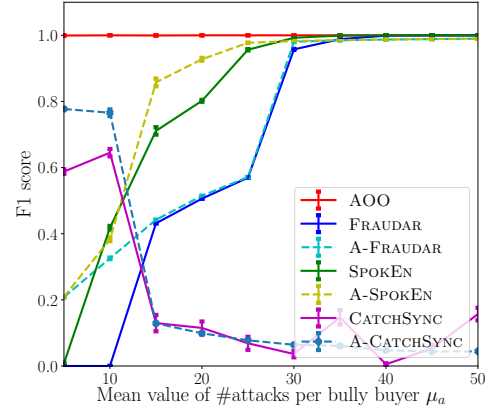 1.0
0.8
0.6
0.4
0.2
0.0
F1 score
AOO
FRAUDAR
A-FRAUDAR
SPOKEN
A-SPOKEN
CATCHSYNC
A-CATCHSYNC
10 20 30 40 50
Mean value of #attacks per bully buyer μₐ